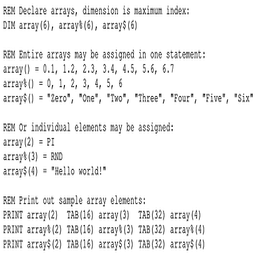 REM Declare arrays, dimension is maximum index:
DIM array(6), array%(6), array$(6)
REM Entire arrays may be assigned in one statement:
array() = 0.1, 1.2, 2.3, 3.4, 4.5, 5.6, 6.7
array%() = 0, 1, 2, 3, 4, 5, 6
array$() = "Zero", "One", "Two", "Three", "Four", "Five", "Six"
REM Or individual elements may be assigned:
array(2) = PI
array%(3) = RND
array$(4) = "Hello world!"
REM Print out sample array elements:
PRINT array(2) TAB(16) array(3) TAB(32) array(4)
PRINT array%(2) TAB(16) array%(3) TAB(32) array%(4)
PRINT array$(2) TAB(16) array$(3) TAB(32) array$(4)